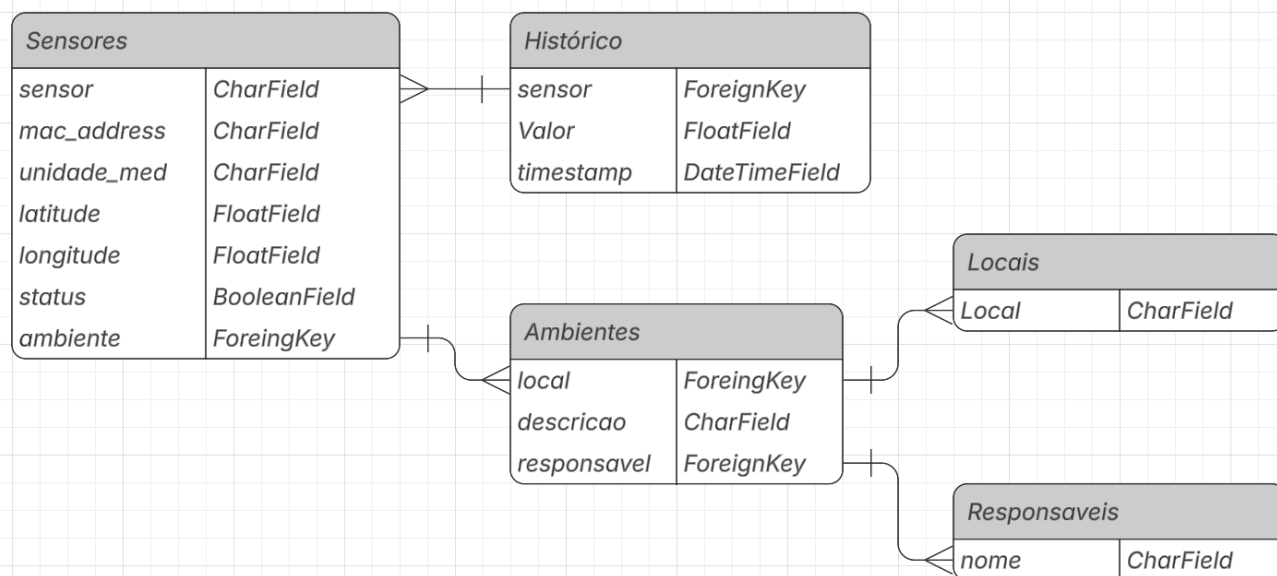 Sensores
sensor CharField
mac_address CharField
unidade_med CharField
latitude FloatField
longitude FloatField
status BooleanField
ambiente ForeingKey
Histórico
sensor ForeignKey
Valor FloatField
timestamp DateTimeField
Ambientes
local ForeingKey
descricao CharField
responsavel ForeignKey
Locais
Local CharField
Responsaveis
nome CharField